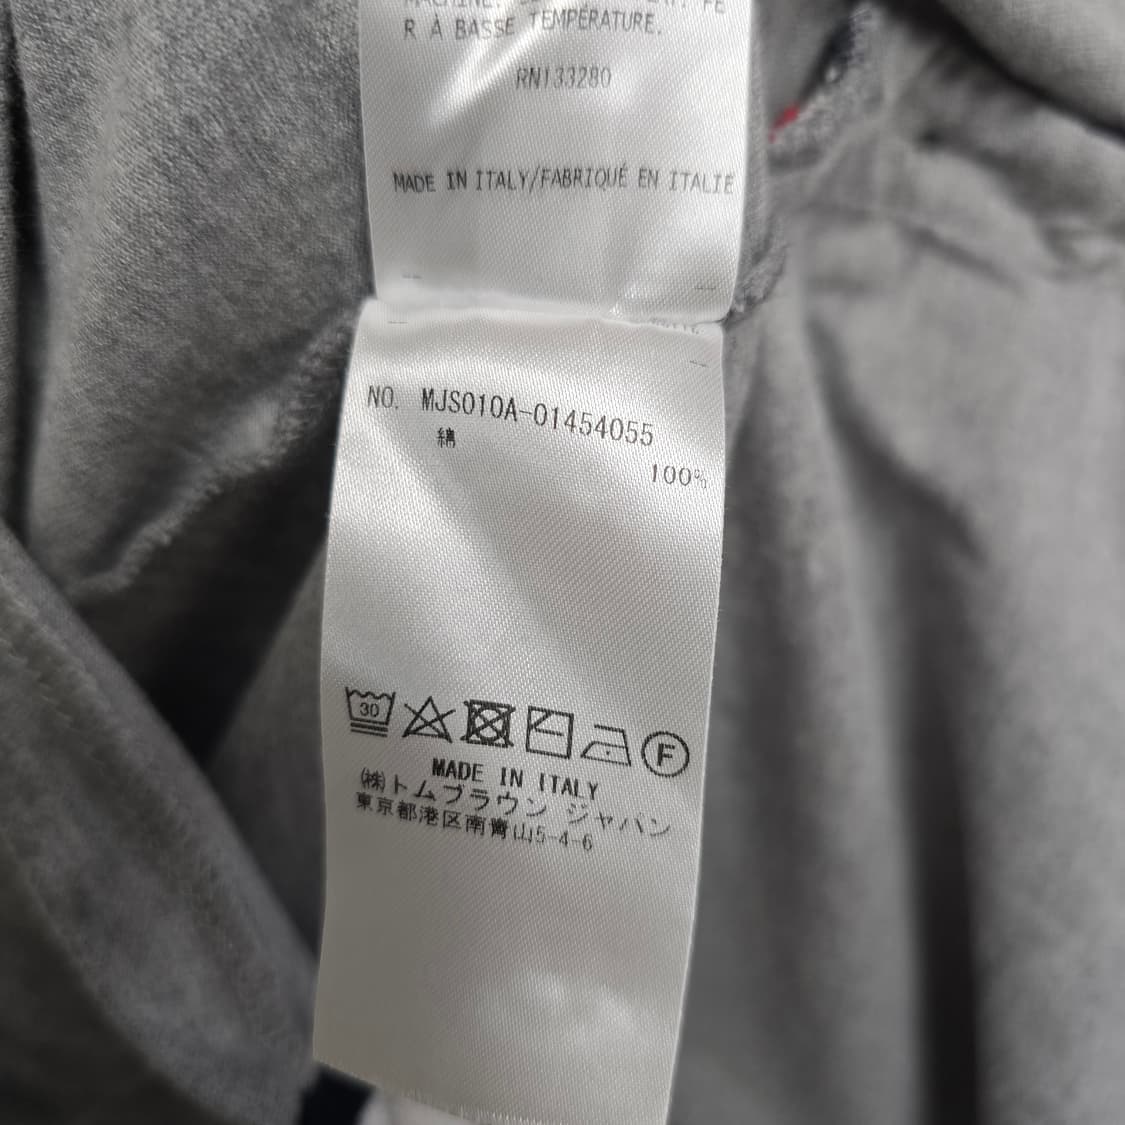 R À BASSE TEMPÉRATURE.
RN133280
MADE IN ITALY/FABRIQUÉ EN ITALIE
NO. MJS010A-01454055
綿
100%
30
F
MADE IN ITALY
㈱トムブラウン ジャパン
東京都港区南青山5-4-6